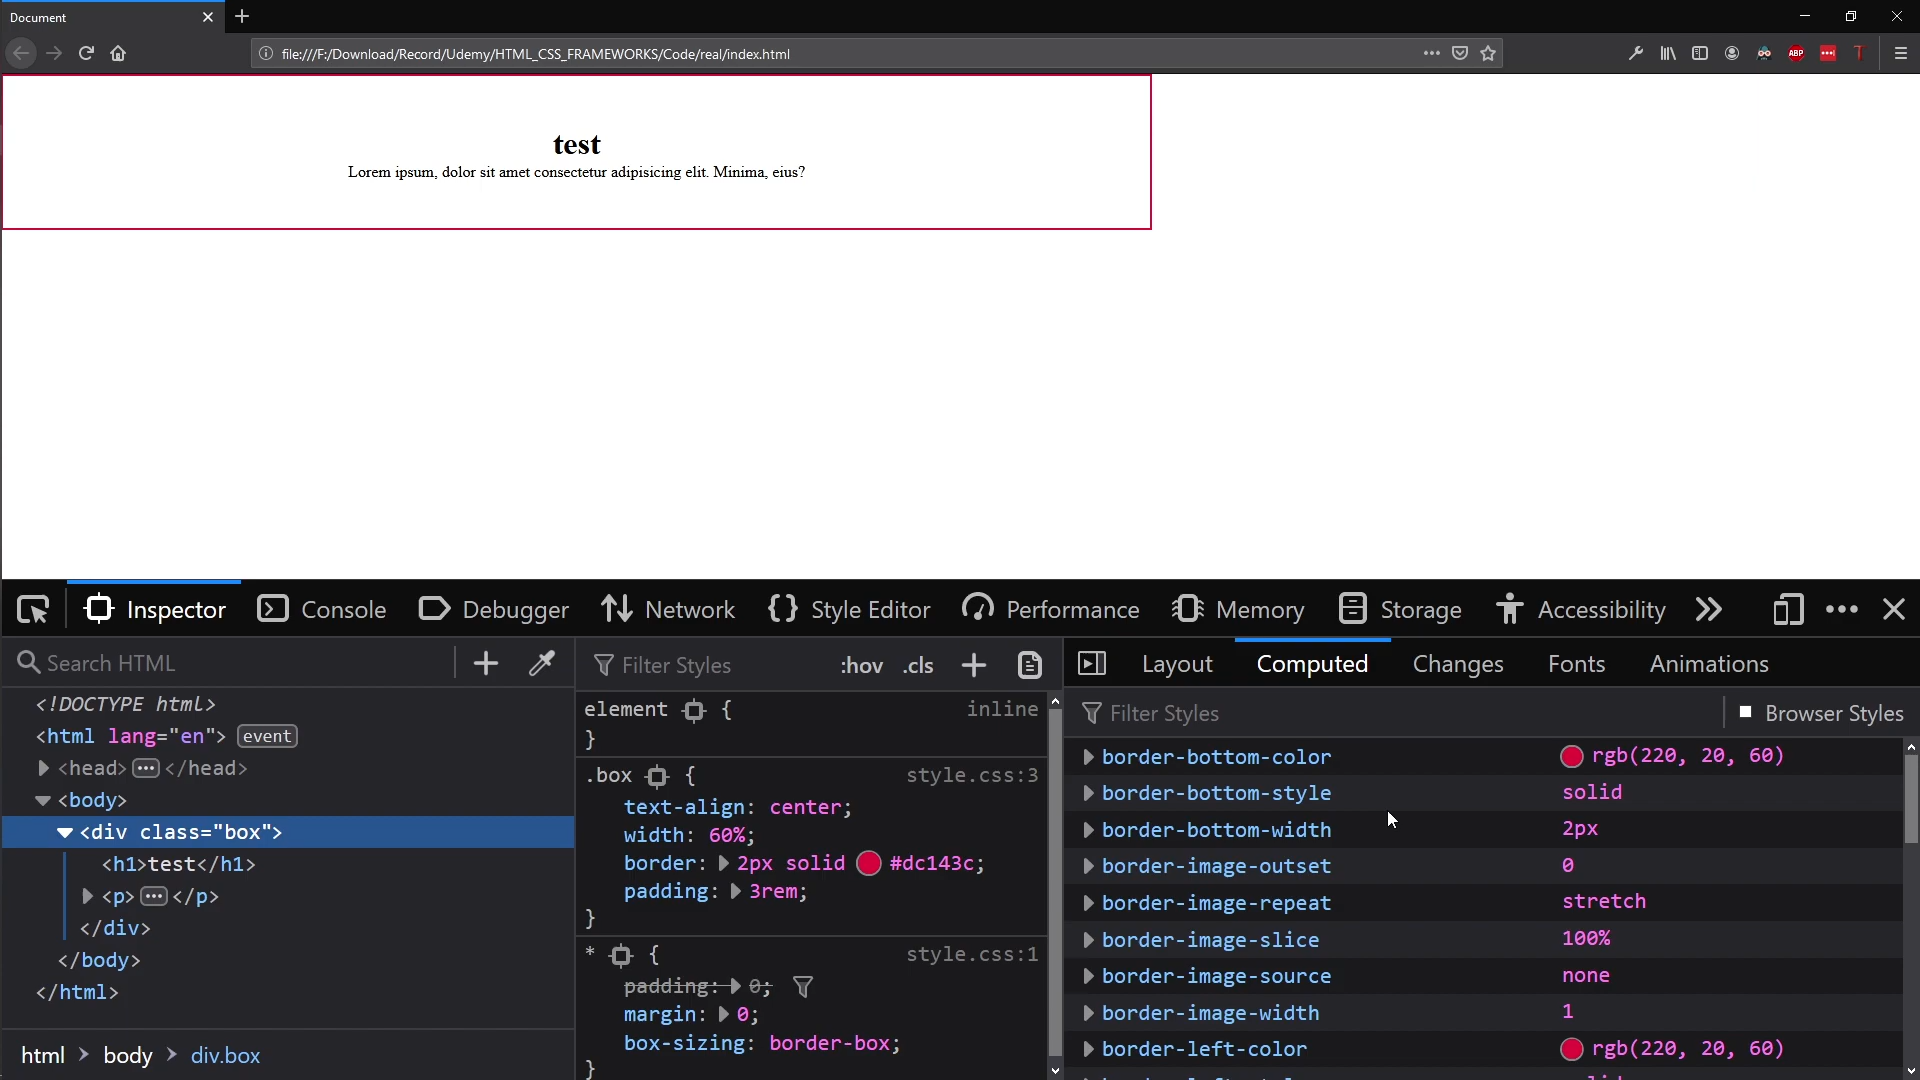 Document
file:///F:/Download/Record/Udemy/HTML_CSS_FRAMEWORKS/Code/real/index.html
ABP
test
Lorem ipsum, dolor sit amet consectetur adipisicing elit. Minima, eius?
Inspector Console Debugger Network Style Editor Performance Memory Storage Accessibility
Search HTML
<!DOCTYPE html>
<html lang="en"> event
<head> ••• </head>
<body>
<div class="box">
<h1>test</h1>
<p> ••• </p>
</div>
</body>
</html>
html > body > div.box
Filter Styles :hov .cls
element { inline
}
.box { style.css:3
text-align: center;
width: 60%;
border: 2px solid #dc143c;
padding: 3rem;
}
* { style.css:1
padding: 0;
margin: 0;
box-sizing: border-box;
}
Layout Computed Changes Fonts Animations
Filter Styles Browser Styles
border-bottom-color rgb(220, 20, 60)
border-bottom-style solid
border-bottom-width 2px
border-image-outset 0
border-image-repeat stretch
border-image-slice 100%
border-image-source none
border-image-width 1
border-left-color rgb(220, 20, 60)